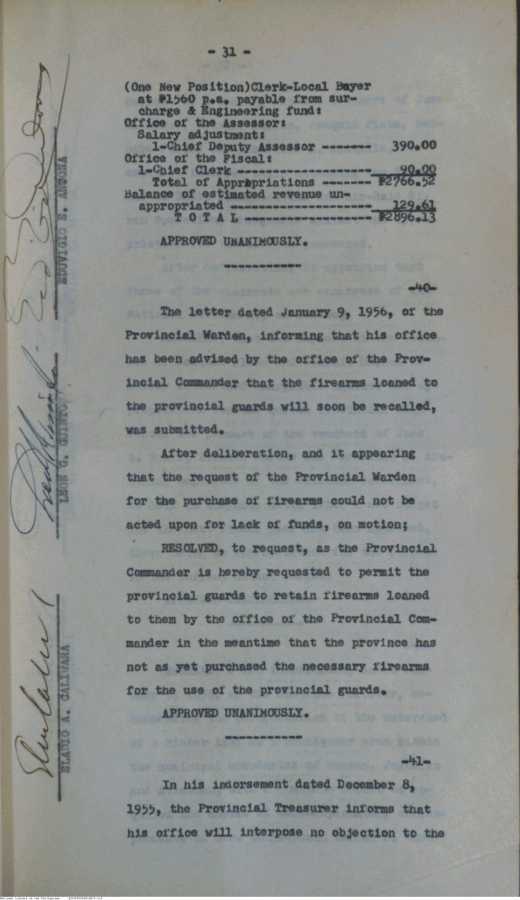 - 31 -
(One New Position)Clerk-Local Buyer
at ₱1560 p.a. payable from sur-
charge & Engineering fund:
Office of the Assessor:
Salary adjustment:
1-Chief Deputy Assessor ------- 390.00
Office of the Fiscal:
1-Chief Clerk ------------------- 90.00
Total of Appropriations ------- ₱2766.52
Balance of estimated revenue un-
appropriated -------------------- 129.61
T O T A L ------------------ ₱2896.13
APPROVED UNANIMOUSLY.
-----------
-40-
The letter dated January 9, 1956, of the
Provincial Warden, informing that his office
has been advised by the office of the Prov-
incial Commander that the firearms loaned to
the provincial guards will soon be recalled,
was submitted.
After deliberation, and it appearing
that the request of the Provincial Warden
for the purchase of firearms could not be
acted upon for lack of funds, on motion;
RESOLVED, to request, as the Provincial
Commander is hereby requested to permit the
provincial guards to retain firearms loaned
to them by the office of the Provincial Com-
mander in the meantime that the province has
not as yet purchased the necessary firearms
for the use of the provincial guards.
APPROVED UNANIMOUSLY.
-----------
-41-
In his indorsement dated December 8,
1955, the Provincial Treasurer informs that
his office will interpose no objection to the
EDUVIGIO E. ANGONA
LEON G. QUINTO
ELADIO A. CALIWARA